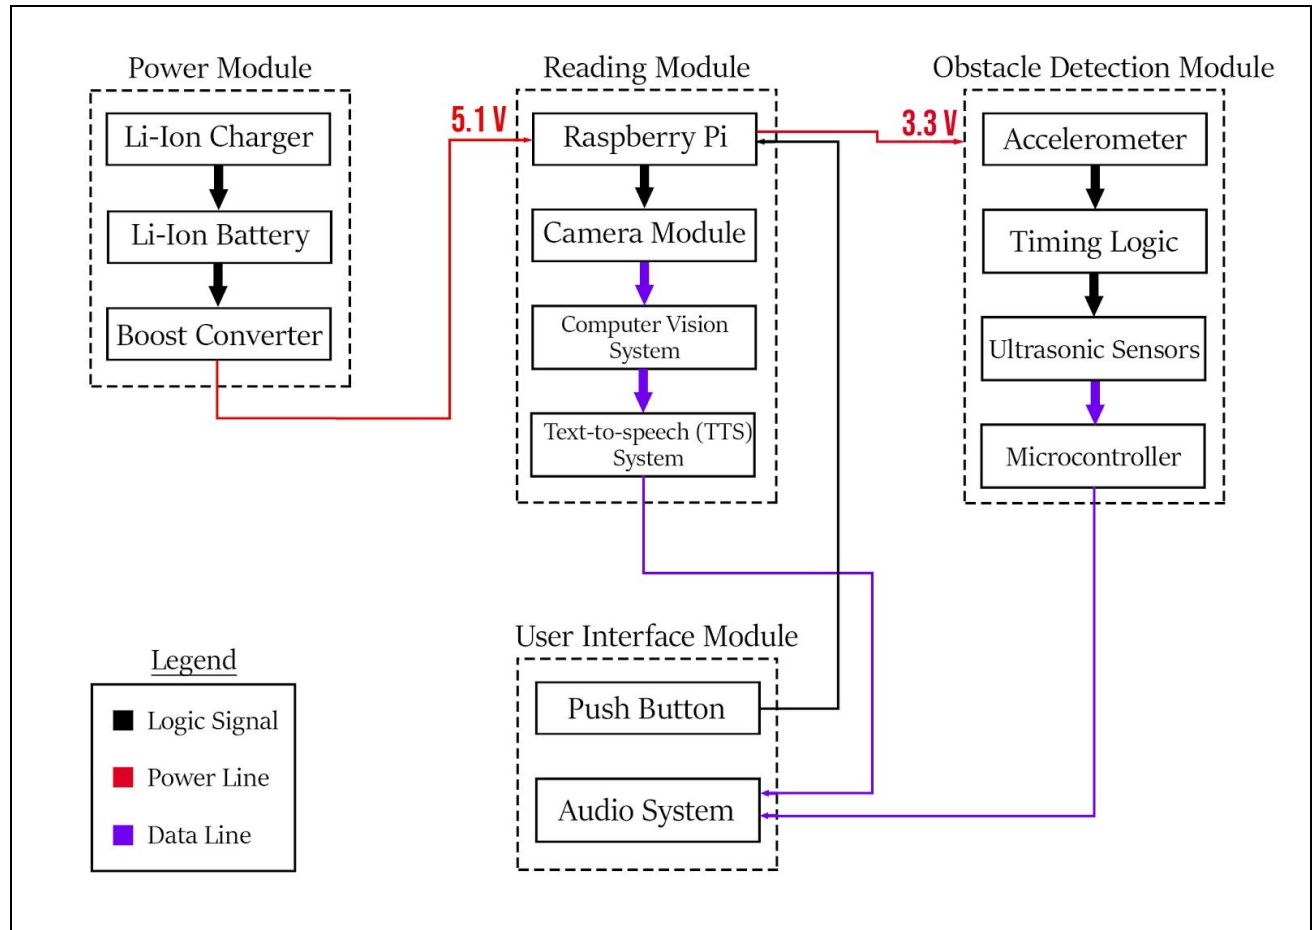 Power Module
Li-Ion Charger
Li-Ion Battery
Boost Converter
5.1 V
Reading Module
Raspberry Pi
Camera Module
Computer Vision
System
Text-to-speech (TTS)
System
3.3 V
Obstacle Detection Module
Accelerometer
Timing Logic
Ultrasonic Sensors
Microcontroller
User Interface Module
Push Button
Audio System
Legend
Logic Signal
Power Line
Data Line